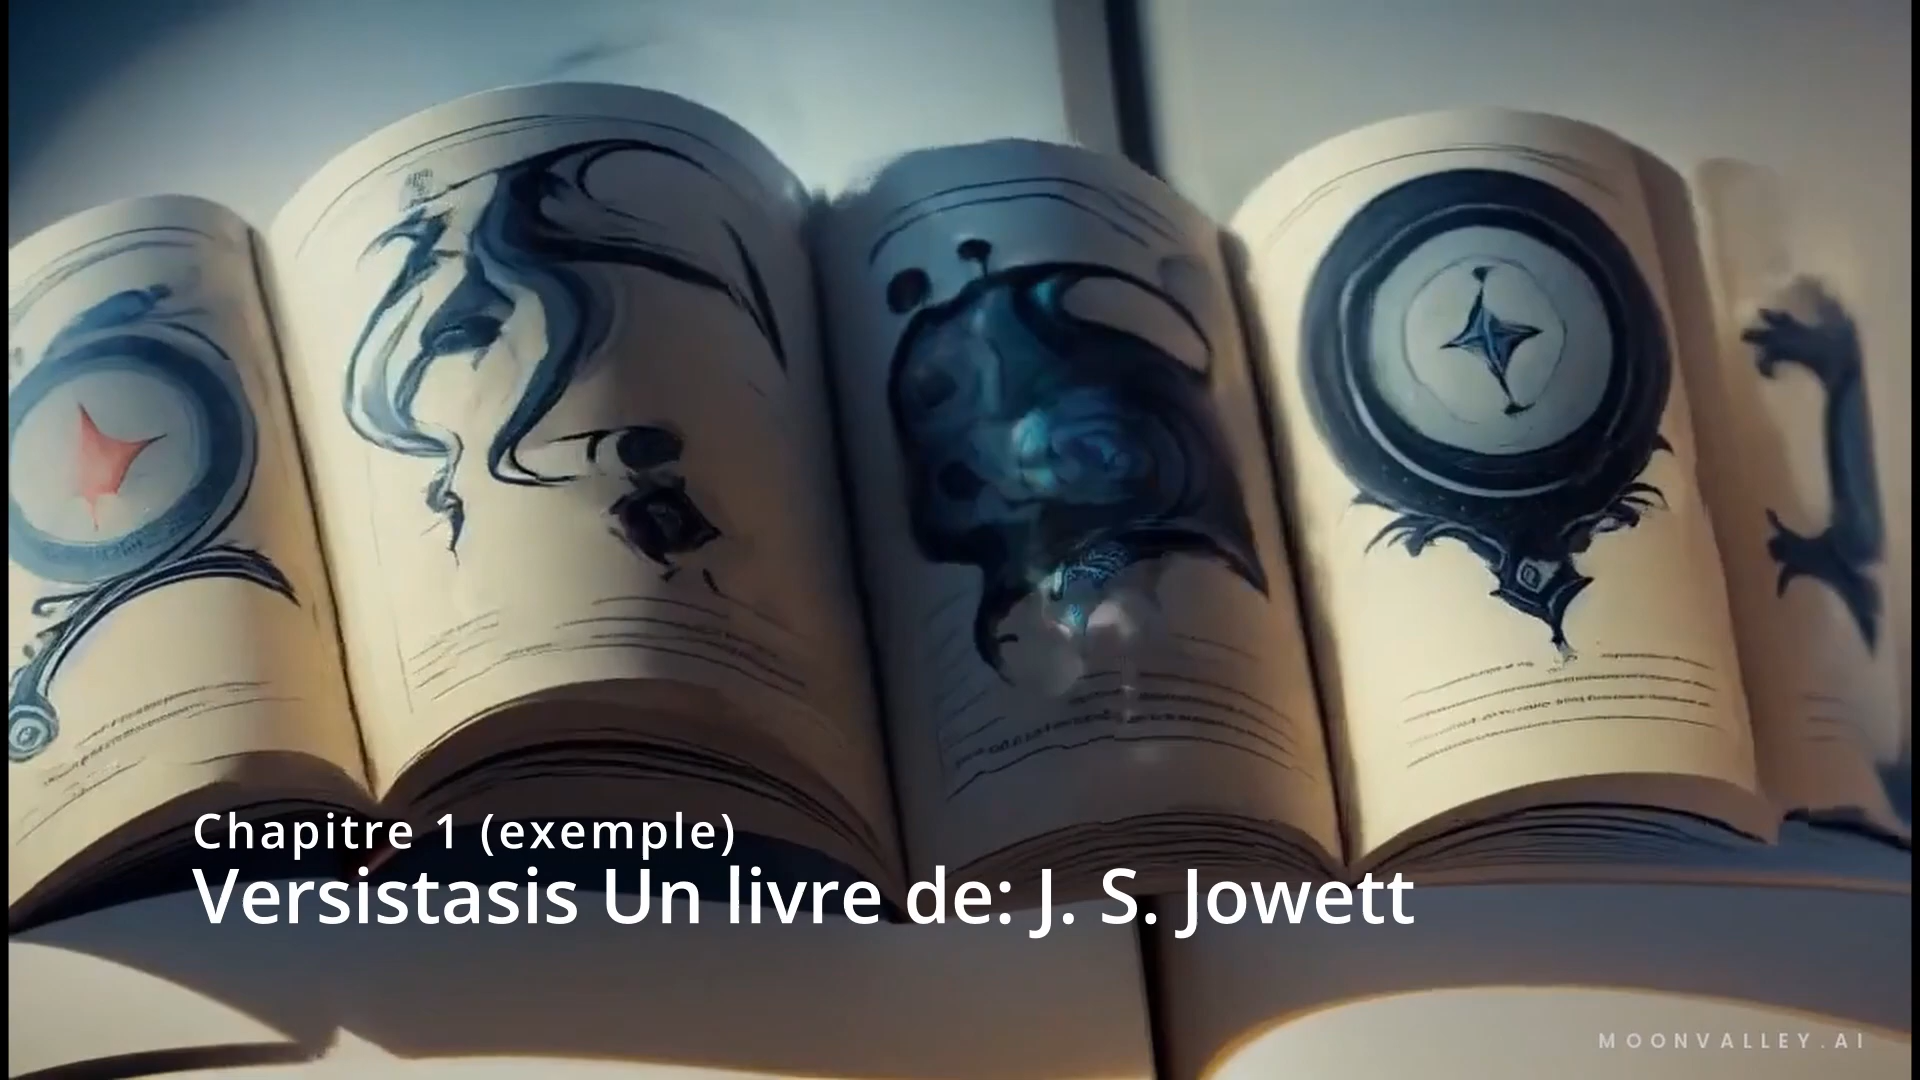 Chapitre 1 (exemple)
Versistasis Un livre de: J. S. Jowett
MOONVALLEY.AI